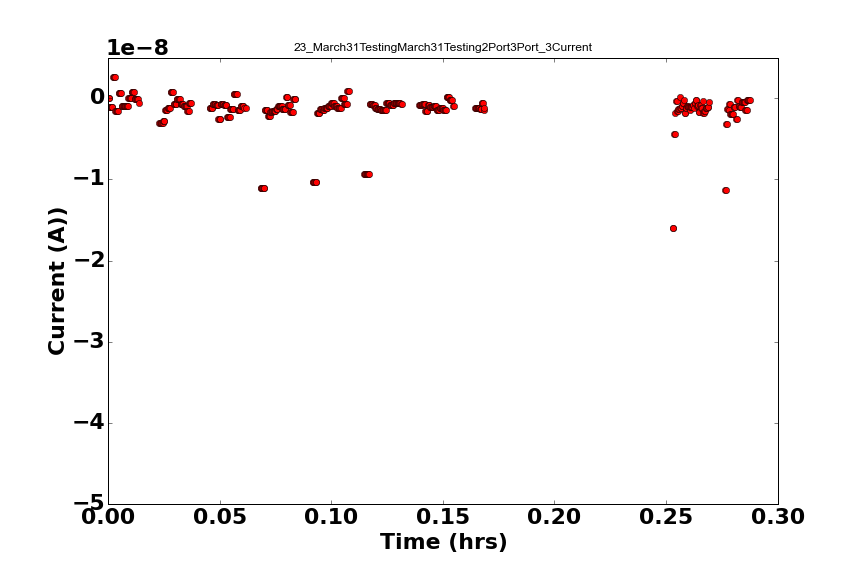 23_March31TestingMarch31Testing2Port3Port_3Current
1e−8
0
−1
−2
−3
−4
−5
Current (A))
0.00 0.05 0.10 0.15 0.20 0.25 0.30
Time (hrs)